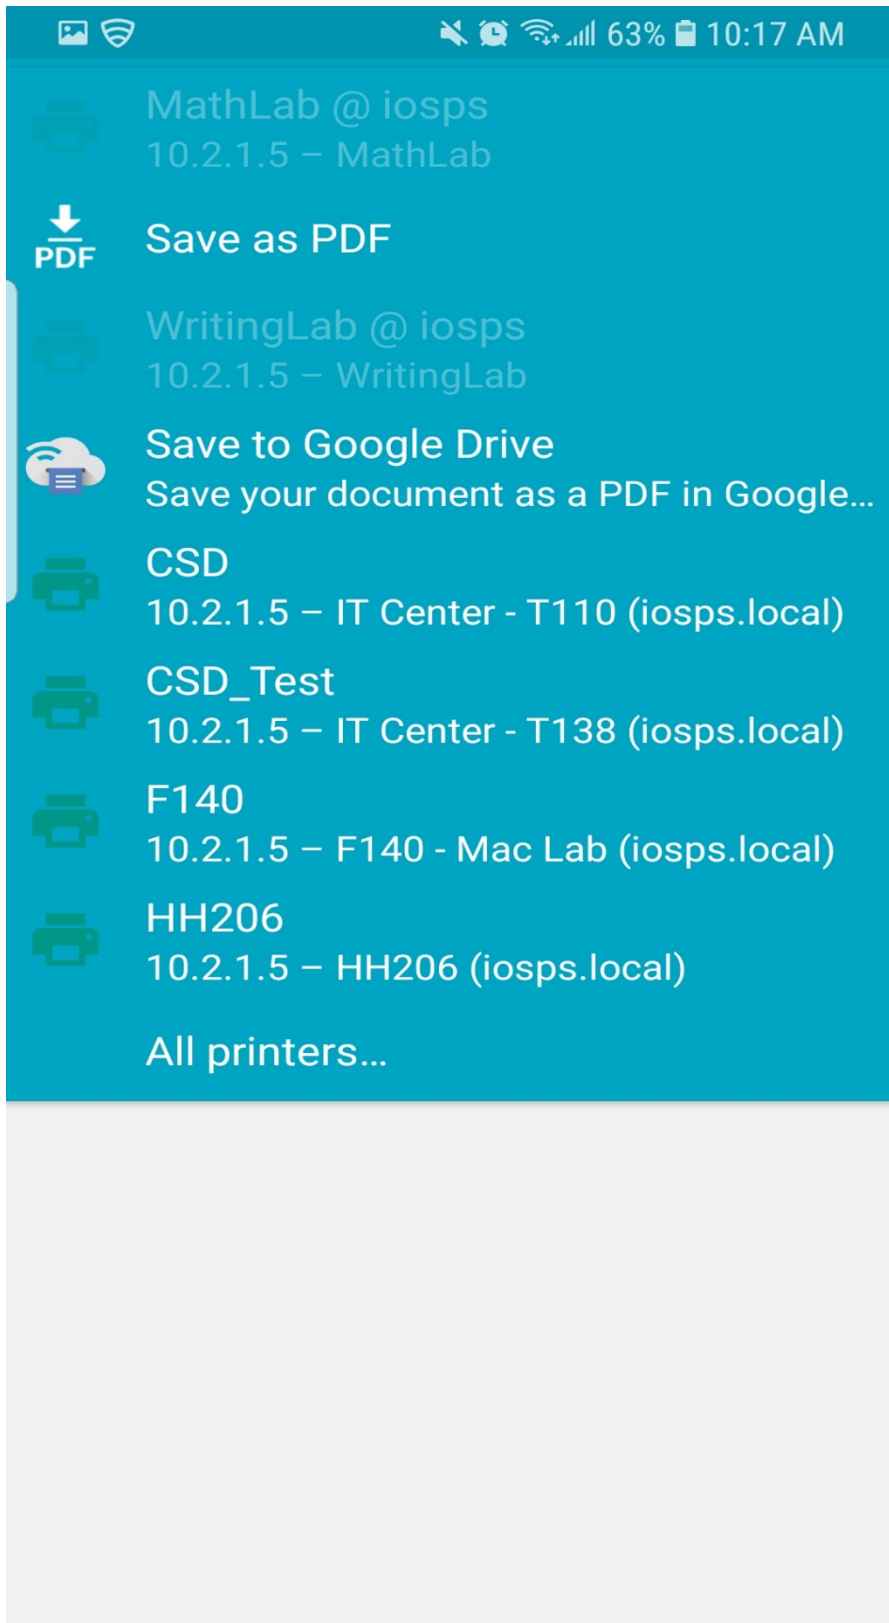 63% 10:17 AM
MathLab @ iosps
10.2.1.5 – MathLab
PDF
Save as PDF
WritingLab @ iosps
10.2.1.5 – WritingLab
Save to Google Drive
Save your document as a PDF in Google...
CSD
10.2.1.5 – IT Center - T110 (iosps.local)
CSD_Test
10.2.1.5 – IT Center - T138 (iosps.local)
F140
10.2.1.5 – F140 - Mac Lab (iosps.local)
HH206
10.2.1.5 – HH206 (iosps.local)
All printers...